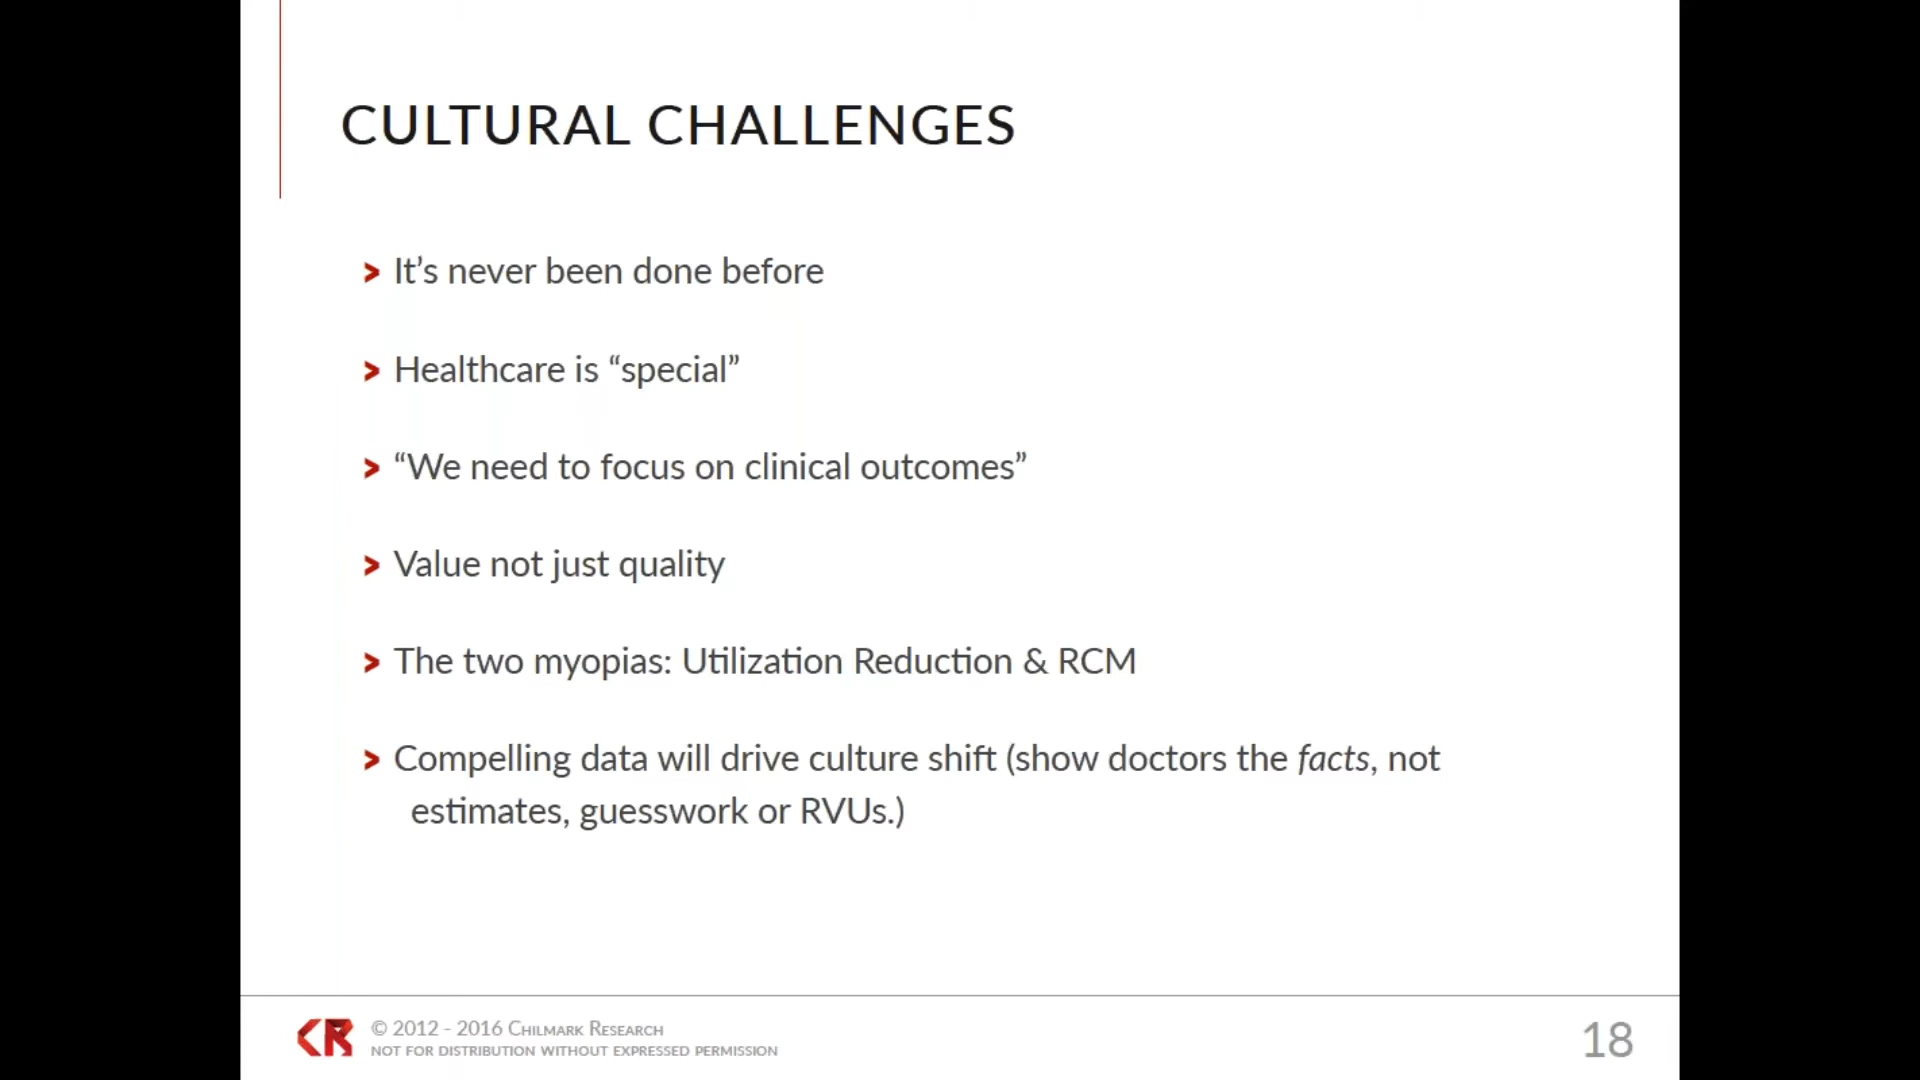 CULTURAL CHALLENGES
> It’s never been done before
> Healthcare is “special”
> “We need to focus on clinical outcomes”
> Value not just quality
> The two myopias: Utilization Reduction & RCM
> Compelling data will drive culture shift (show doctors the facts, not
estimates, guesswork or RVUs.)
CR
© 2012 - 2016 CHILMARK RESEARCH
NOT FOR DISTRIBUTION WITHOUT EXPRESSED PERMISSION
18